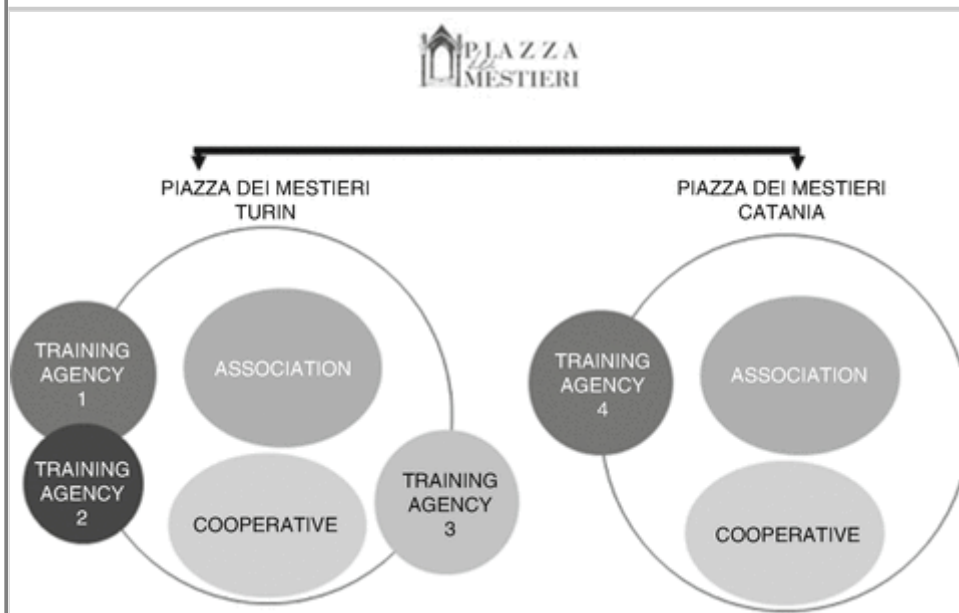 PIAZZA
dei
MESTIERI
PIAZZA DEI MESTIERI
TURIN
PIAZZA DEI MESTIERI
CATANIA
TRAINING
AGENCY
1
ASSOCIATION
TRAINING
AGENCY
2
COOPERATIVE
TRAINING
AGENCY
3
TRAINING
AGENCY
4
ASSOCIATION
COOPERATIVE